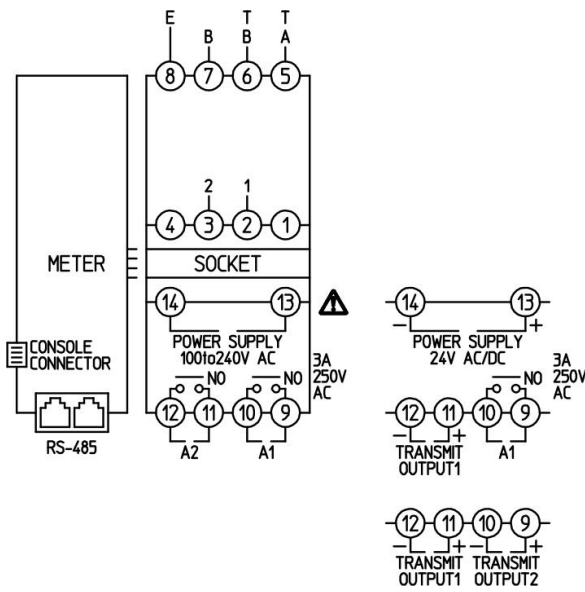 E
B
T
B
T
A
8
7
6
5
2
1
4
3
2
1
METER
SOCKET
14
13
POWER SUPPLY
100to240V AC
CONSOLE
CONNECTOR
NO
NO
3A
250V
AC
12
11
10
9
A2
A1
RS-485
14
13
–
+
POWER SUPPLY
24V AC/DC
NO
3A
250V
AC
12
11
10
9
–
+
TRANSMIT
OUTPUT1
A1
12
11
10
9
–
+
–
+
TRANSMIT
OUTPUT1
TRANSMIT
OUTPUT2